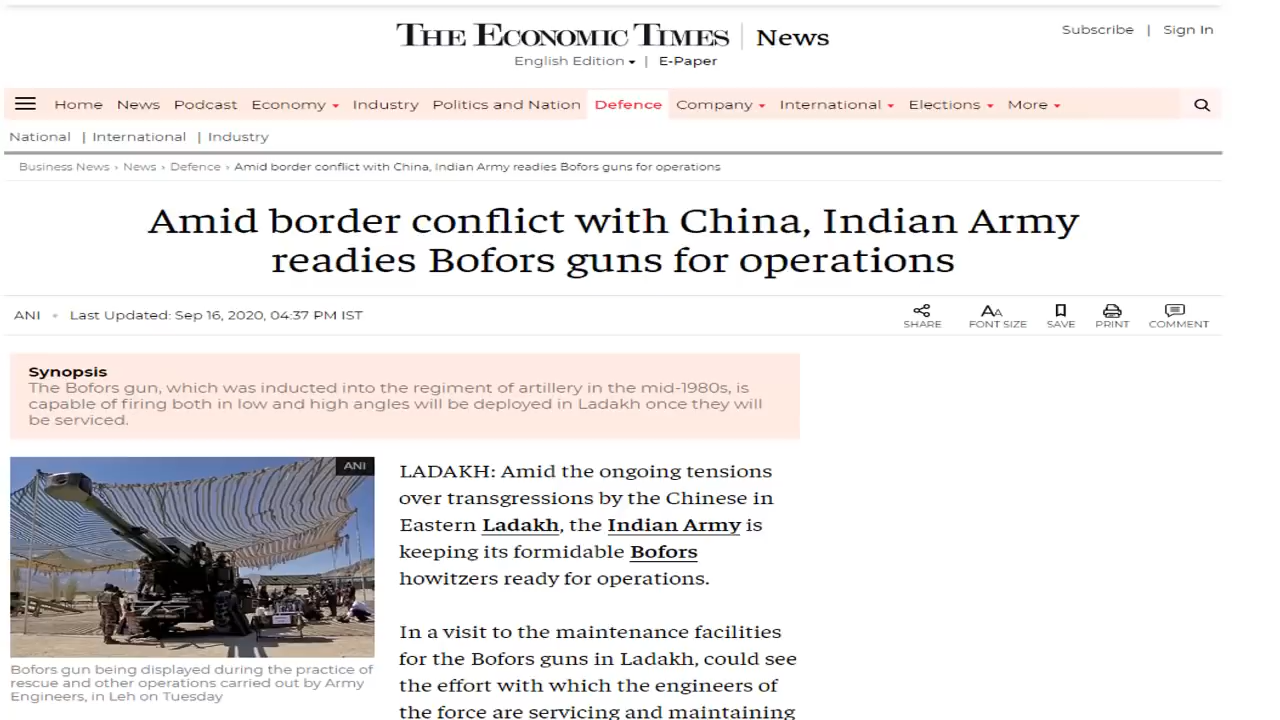 THE ECONOMIC TIMES | News
Subscribe | Sign In
English Edition | E-Paper
Home News Podcast Economy Industry Politics and Nation Defence Company International Elections More
National | International | Industry
Business News › News › Defence › Amid border conflict with China, Indian Army readies Bofors guns for operations
Amid border conflict with China, Indian Army
readies Bofors guns for operations
ANI • Last Updated: Sep 16, 2020, 04:37 PM IST
SHARE FONT SIZE SAVE PRINT COMMENT
Synopsis
The Bofors gun, which was inducted into the regiment of artillery in the mid-1980s, is
capable of firing both in low and high angles will be deployed in Ladakh once they will
be serviced.
ANI
Bofors gun being displayed during the practice of
rescue and other operations carried out by Army
Engineers, in Leh on Tuesday
LADAKH: Amid the ongoing tensions
over transgressions by the Chinese in
Eastern Ladakh, the Indian Army is
keeping its formidable Bofors
howitzers ready for operations.
In a visit to the maintenance facilities
for the Bofors guns in Ladakh, could see
the effort with which the engineers of
the force are servicing and maintaining